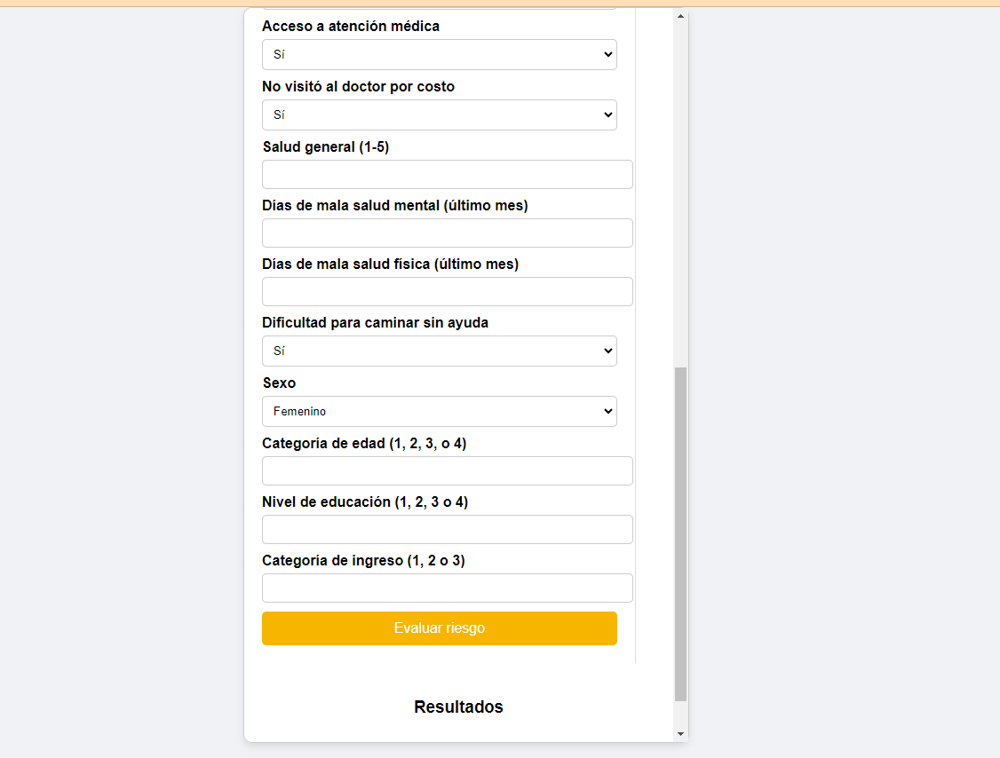 Acceso a atención médica
Sí
No visitó al doctor por costo
Sí
Salud general (1-5)
Días de mala salud mental (último mes)
Días de mala salud física (último mes)
Dificultad para caminar sin ayuda
Sí
Sexo
Femenino
Categoría de edad (1, 2, 3, o 4)
Nivel de educación (1, 2, 3 o 4)
Categoría de ingreso (1, 2 o 3)
Evaluar riesgo
Resultados